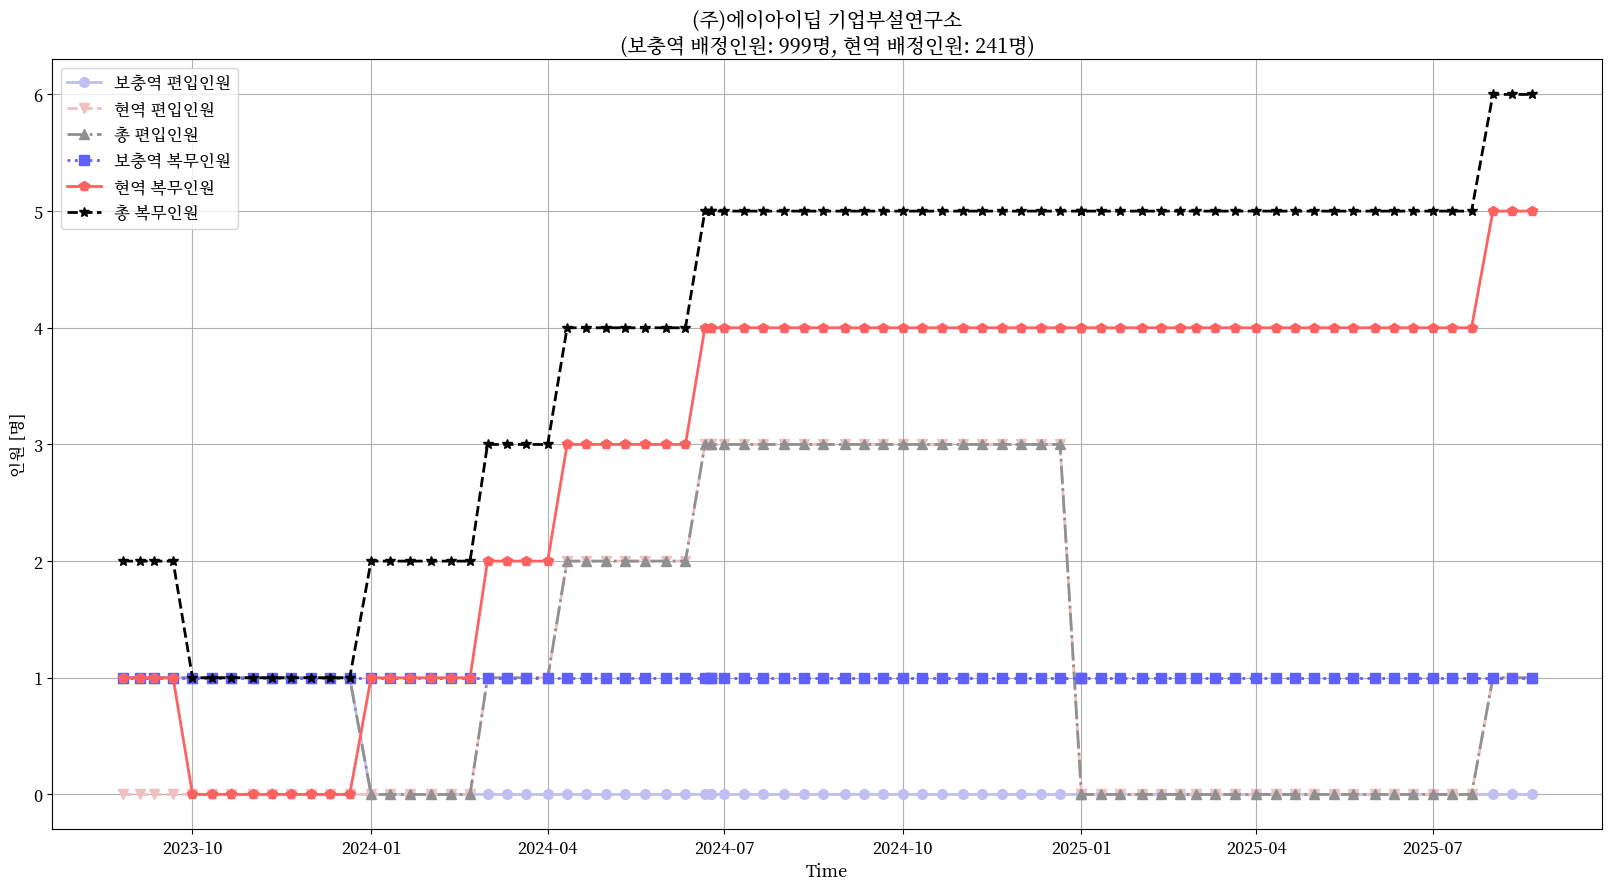 (주)에이아이딥 기업부설연구소
(보충역 배정인원: 999명, 현역 배정인원: 241명)
보충역 편입인원
현역 편입인원
총 편입인원
보충역 복무인원
현역 복무인원
총 복무인원
6
5
4
3
2
1
0
인원 [명]
2023-10
2024-01
2024-04
2024-07
2024-10
2025-01
2025-04
2025-07
Time